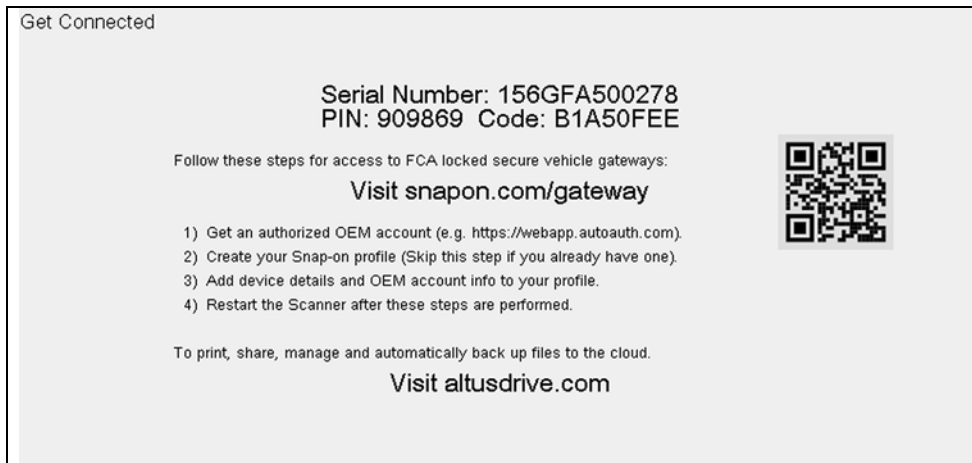 Get Connected
Serial Number: 156GFA500278
PIN: 909869 Code: B1A50FEE
Follow these steps for access to FCA locked secure vehicle gateways:
Visit snapon.com/gateway
1) Get an authorized OEM account (e.g. https://webapp.autoauth.com).
2) Create your Snap-on profile (Skip this step if you already have one).
3) Add device details and OEM account info to your profile.
4) Restart the Scanner after these steps are performed.
To print, share, manage and automatically back up files to the cloud.
Visit altusdrive.com